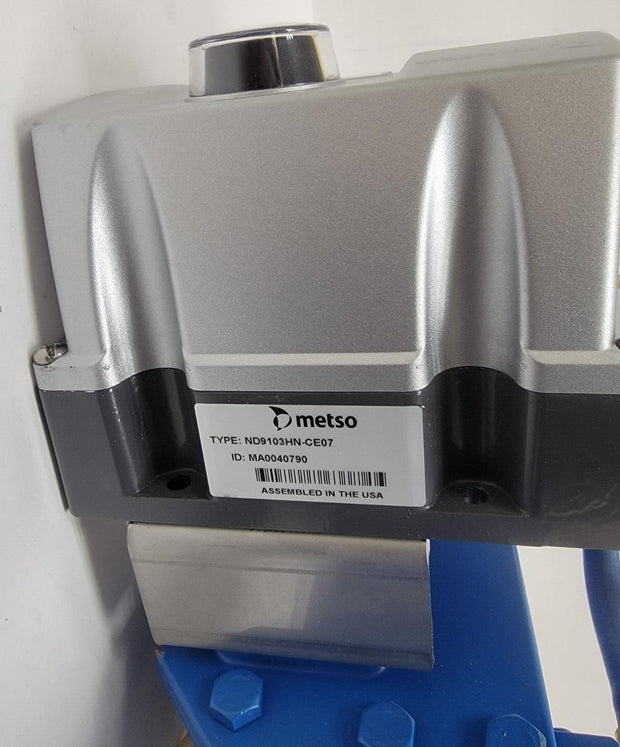 metso
TYPE: ND9103HN-CE07
ID: MA0040790
ASSEMBLED IN THE USA